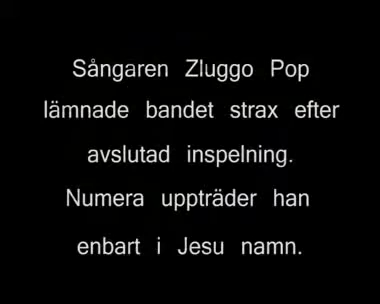 Sångaren Zluggo Pop
lämnade bandet strax efter
avslutad inspelning.
Numera uppträder han
enbart i Jesu namn.